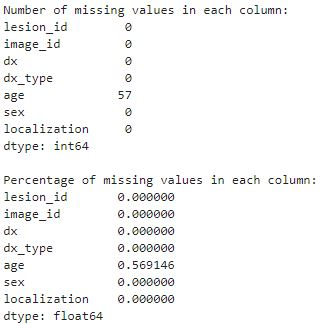 Number of missing values in each column:
lesion_id 0
image_id 0
dx 0
dx_type 0
age 57
sex 0
localization 0
dtype: int64
Percentage of missing values in each column:
lesion_id 0.000000
image_id 0.000000
dx 0.000000
dx_type 0.000000
age 0.569146
sex 0.000000
localization 0.000000
dtype: float64